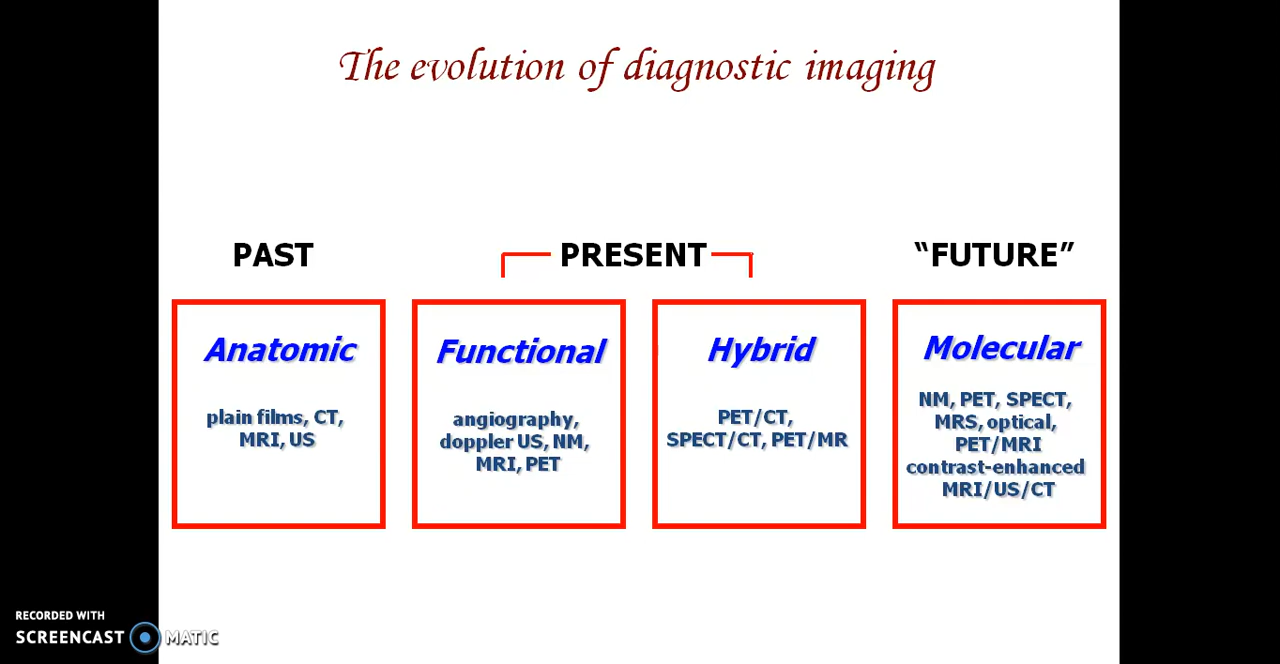 The evolution of diagnostic imaging
PAST
PRESENT
“FUTURE”
Anatomic
plain films, CT,
MRI, US
Functional
angiography,
doppler US, NM,
MRI, PET
Hybrid
PET/CT,
SPECT/CT, PET/MR
Molecular
NM, PET, SPECT,
MRS, optical,
PET/MRI
contrast-enhanced
MRI/US/CT
RECORDED WITH
SCREENCAST MATIC